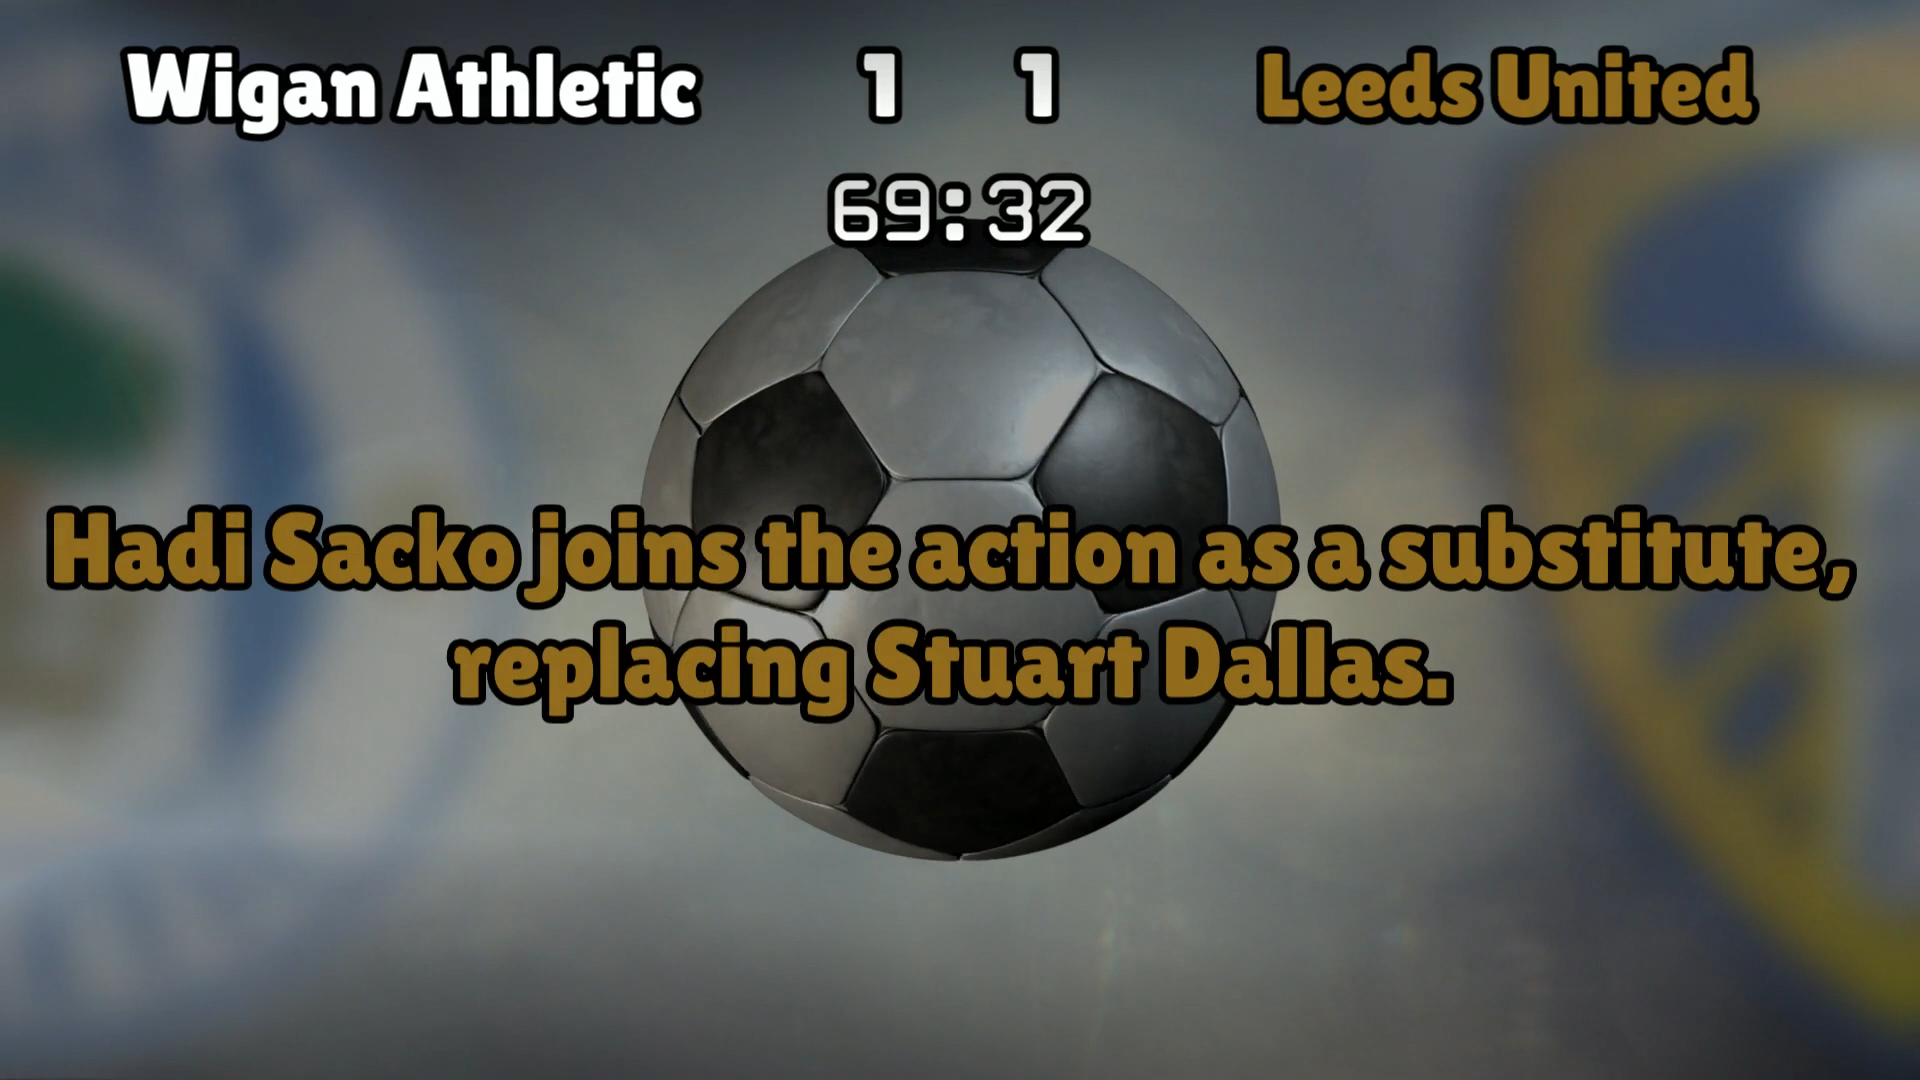 Wigan Athletic 1 1 Leeds United
69:32
Hadi Sacko joins the action as a substitute,
replacing Stuart Dallas.